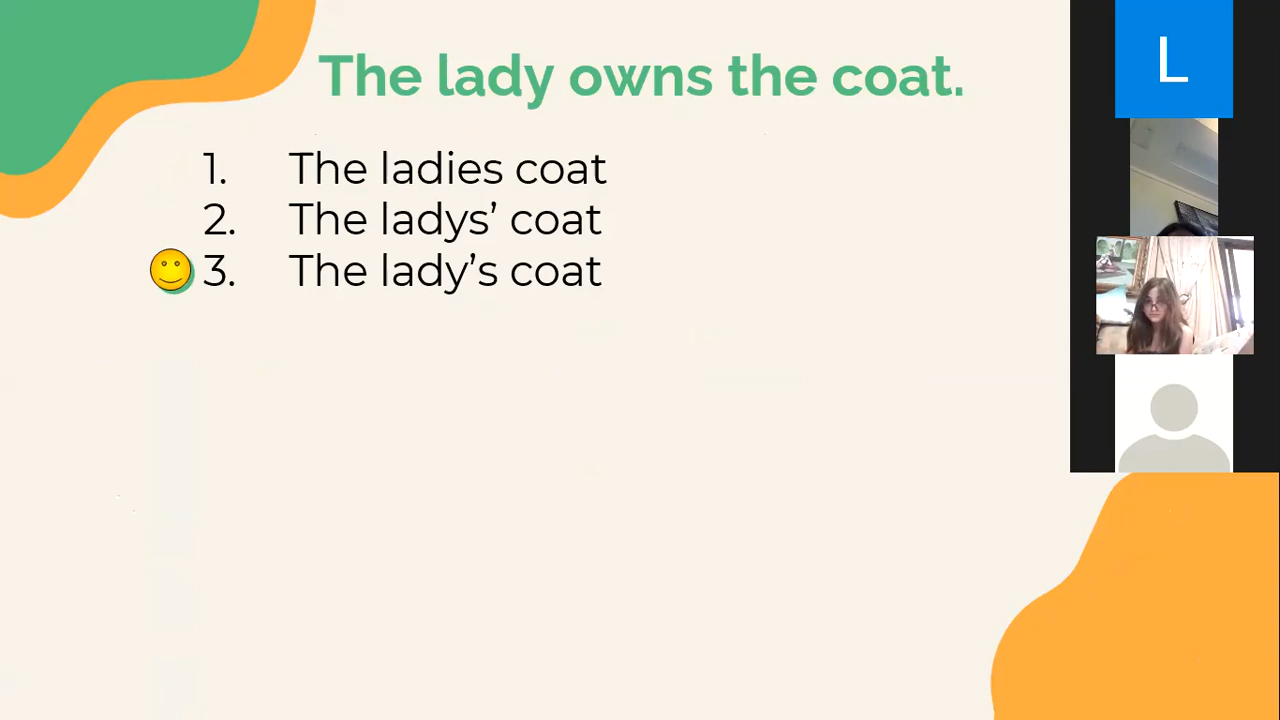 The lady owns the coat.
1. The ladies coat
2. The ladys’ coat
3. The lady’s coat
L